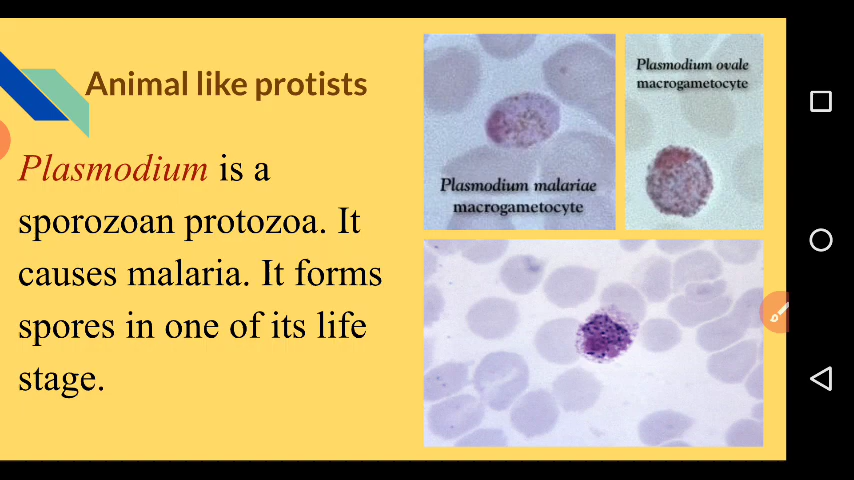 Animal like protists
Plasmodium is a
sporozoan protozoa. It
causes malaria. It forms
spores in one of its life
stage.
Plasmodium malariae
macrogametocyte
Plasmodium ovale
macrogametocyte